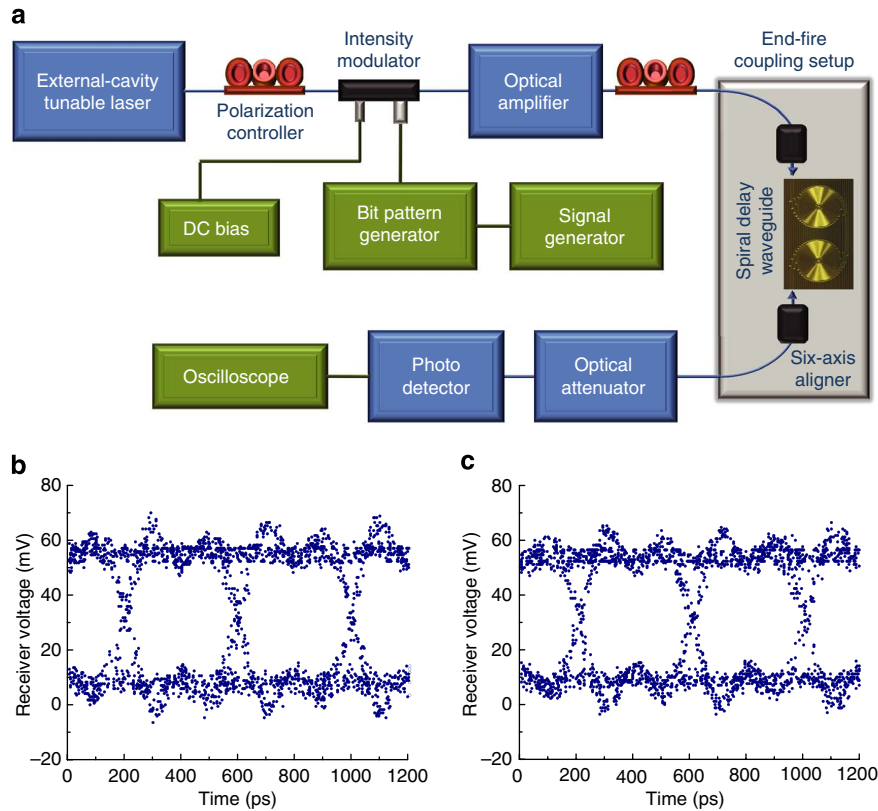 a
External-cavity
tunable laser
Polarization
controller
Intensity
modulator
Optical
amplifier
End-fire
coupling setup
DC bias
Bit pattern
generator
Signal
generator
Spiral delay
waveguide
Oscilloscope
Photo
detector
Optical
attenuator
Six-axis
aligner
b
80
60
40
20
0
–20
Receiver voltage (mV)
0 200 400 600 800 1000 1200
Time (ps)
c
80
60
40
20
0
–20
Receiver voltage (mV)
0 200 400 600 800 1000 1200
Time (ps)